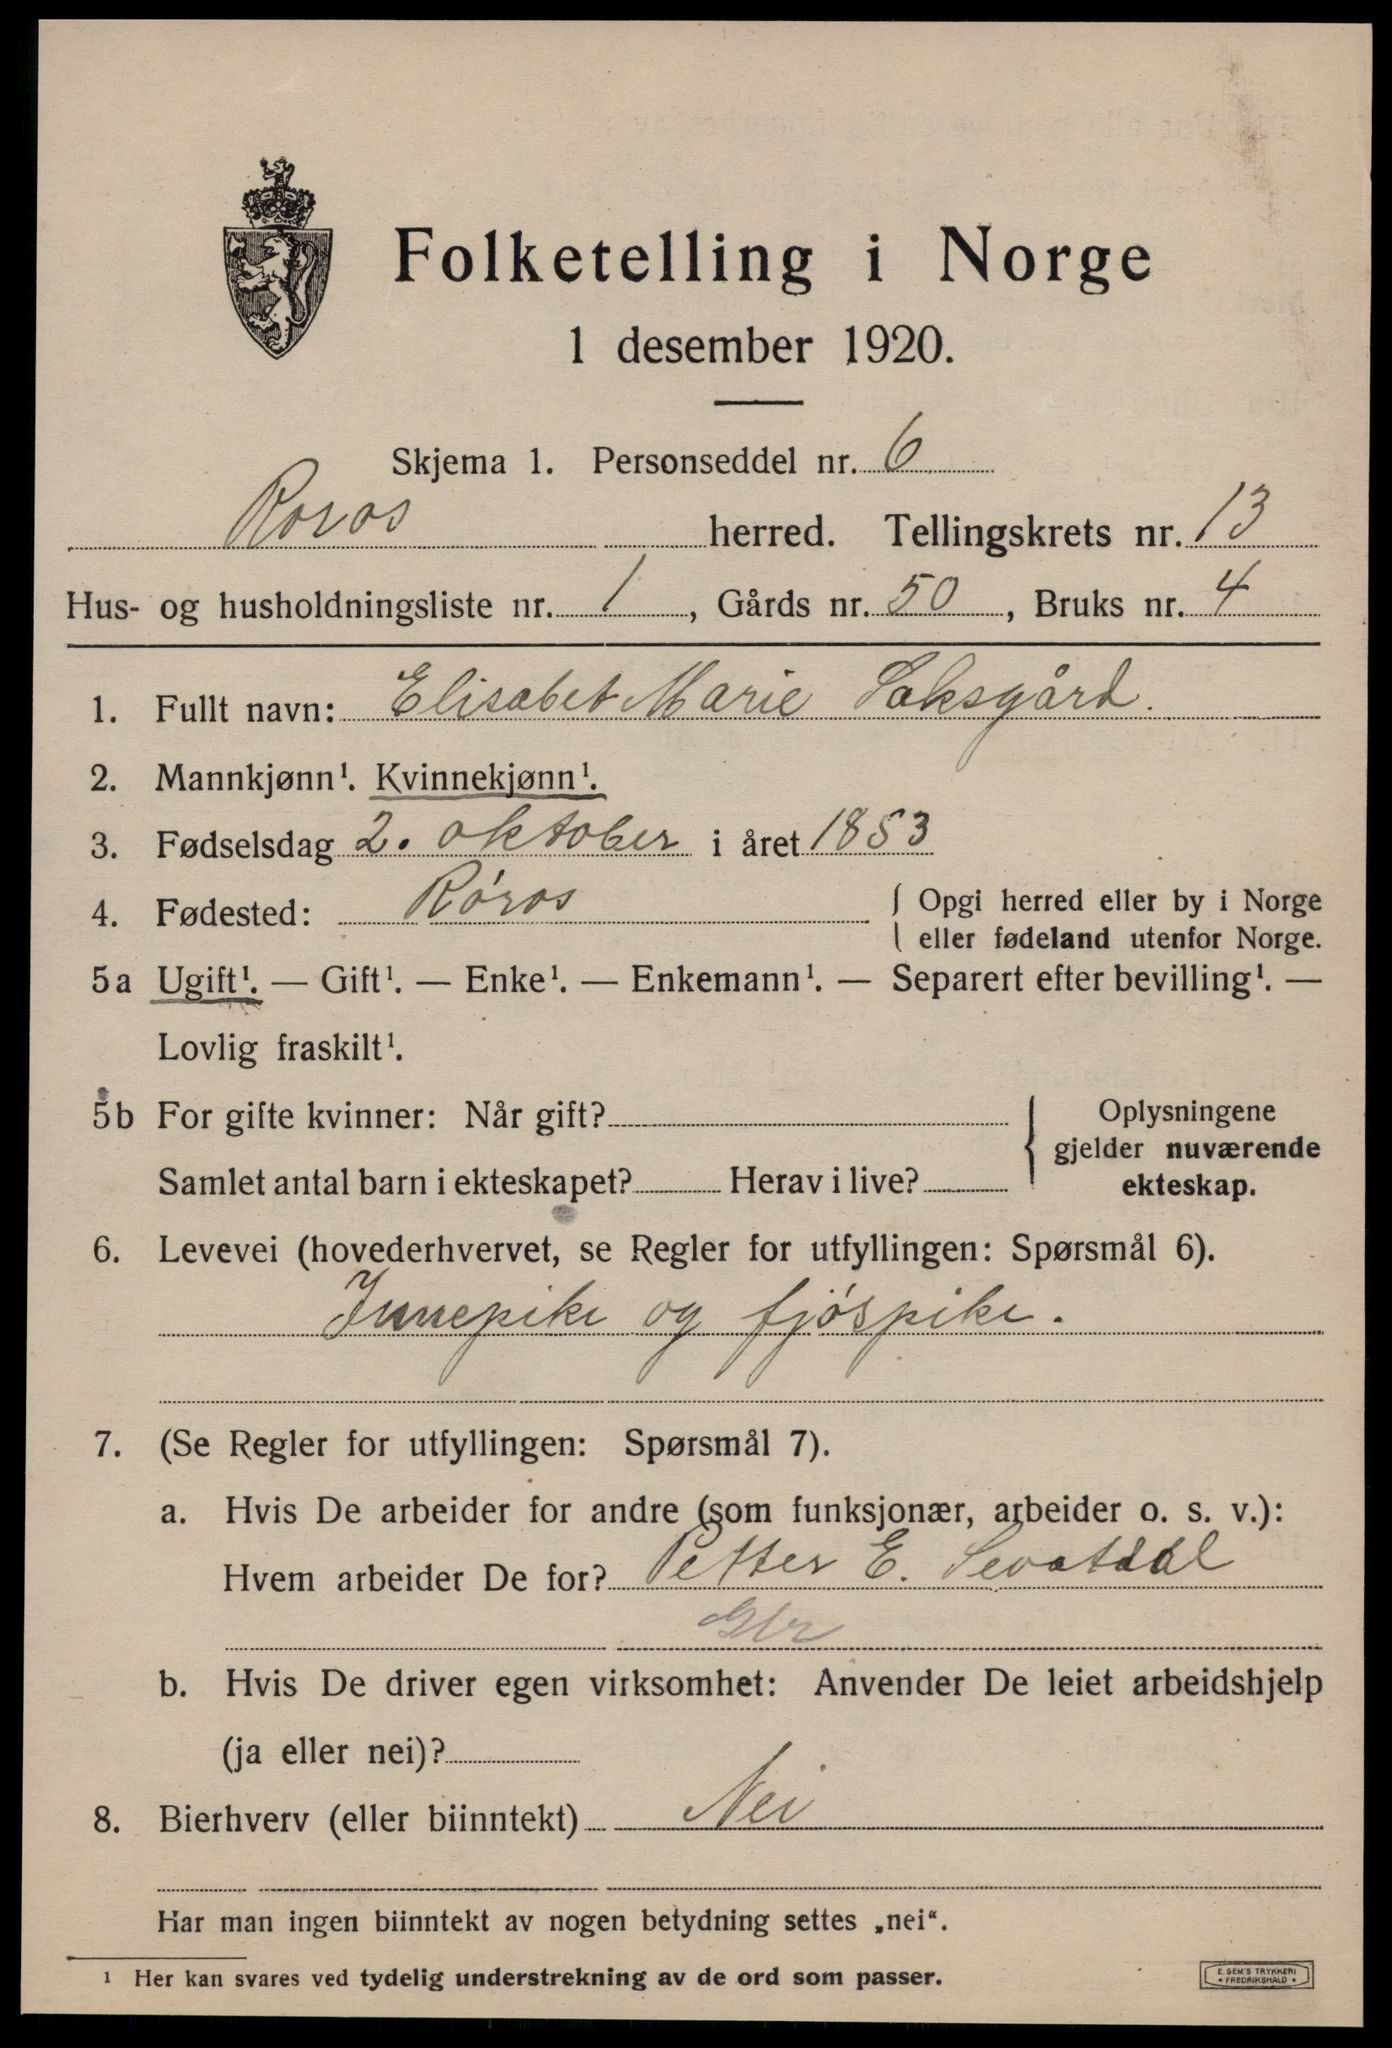 Folketelling i Norge
1 desember 1920.
Skjema 1. Personseddel nr. 6
Roros herred. Tellingskrets nr. 13
Hus- og husholdningsliste nr. 1, Gårds nr. 50, Bruks nr. 4
1. Fullt navn: Elisabet Marie Saksgård.
2. Mannkjønn¹. Kvinnekjønn¹.
3. Fødselsdag 2. oktober i året 1853
4. Fødested: Røros { Opgi herred eller by i Norge
eller fødeland utenfor Norge.
5a Ugift¹. — Gift¹. — Enke¹. — Enkemann¹. — Separert efter bevilling¹. —
Lovlig fraskilt¹.
5b For gifte kvinner: Når gift? { Oplysningene
gjelder nuværende
Samlet antal barn i ekteskapet? Herav i live? ekteskap.
6. Levevei (hovederhvervet, se Regler for utfyllingen: Spørsmål 6).
Innepike og fjøspike.
7. (Se Regler for utfyllingen: Spørsmål 7).
a. Hvis De arbeider for andre (som funksjonær, arbeider o. s. v.):
Hvem arbeider De for? Petter E. Sevatdal
b. Hvis De driver egen virksomhet: Anvender De leiet arbeidshjelp
(ja eller nei)?
8. Bierhverv (eller biinntekt) Nei
Har man ingen biinntekt av nogen betydning settes „nei“.
¹ Her kan svares ved tydelig understrekning av de ord som passer.
E. SEM'S TRYKKERI
• FREDRIKSHALD •